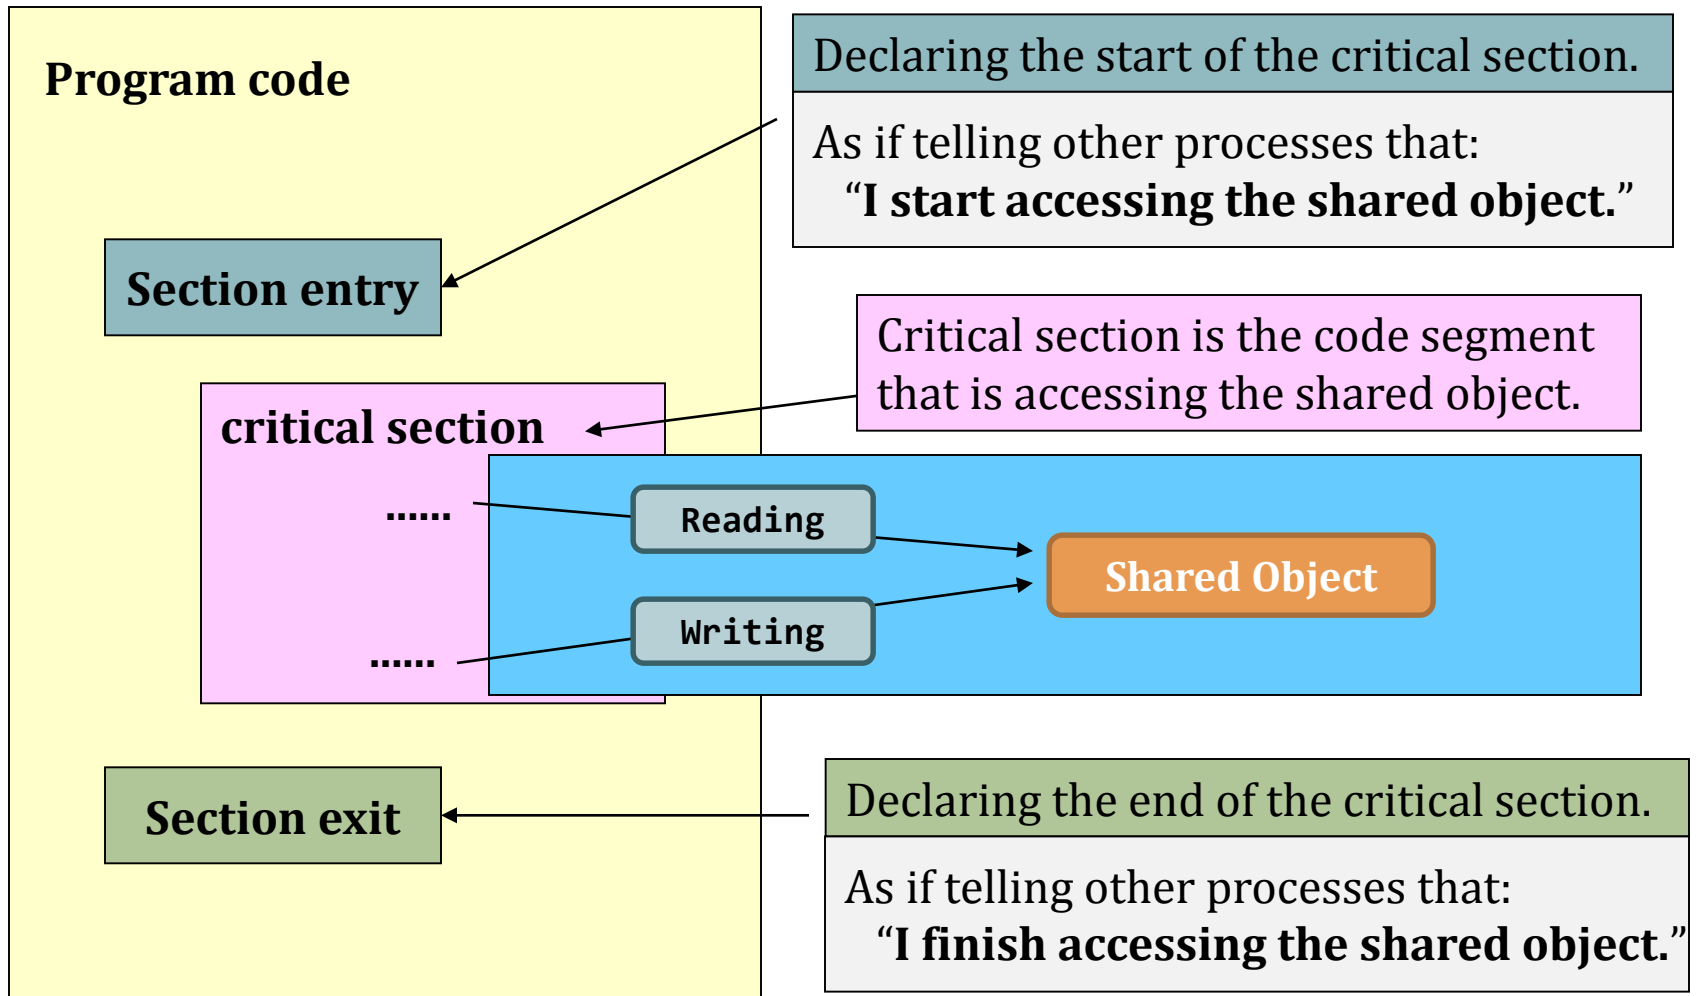 Program code
Declaring the start of the critical section.
As if telling other processes that:
“I start accessing the shared object.”
Section entry
Critical section is the code segment
that is accessing the shared object.
critical section
......
Reading
Shared Object
Writing
......
Section exit
Declaring the end of the critical section.
As if telling other processes that:
“I finish accessing the shared object.”